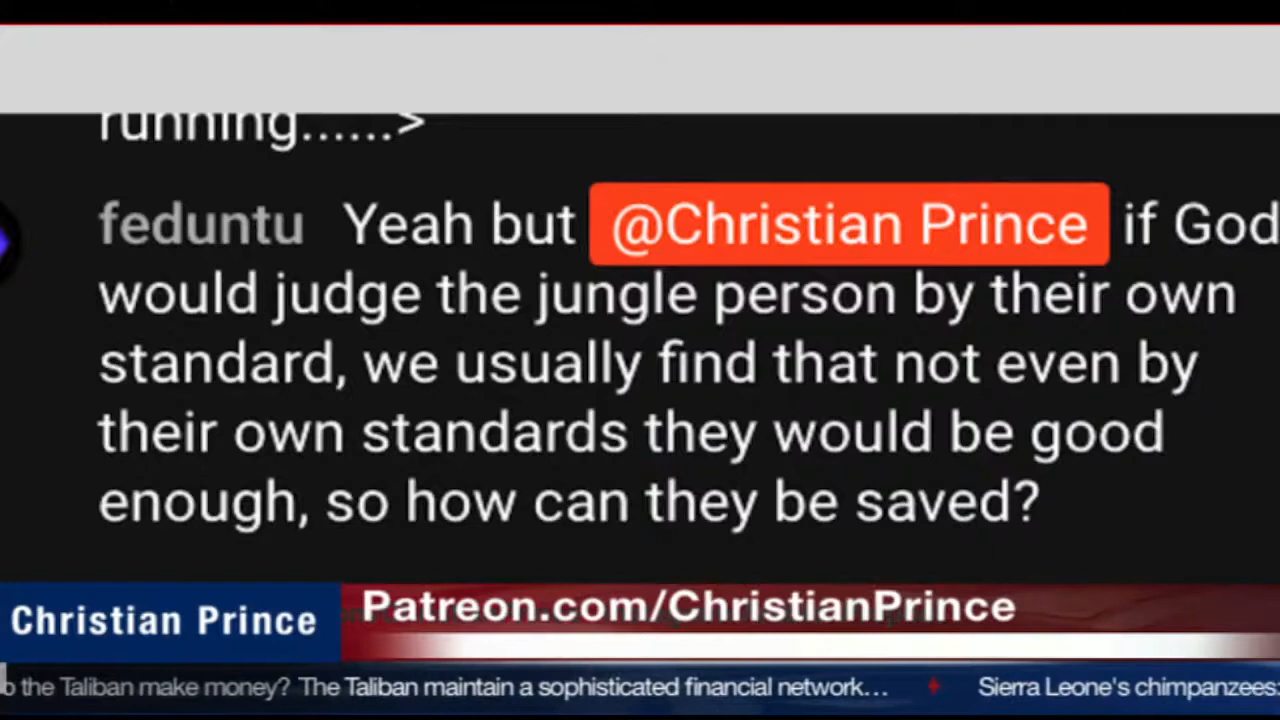 running......>
feduntu Yeah but @Christian Prince if God
would judge the jungle person by their own
standard, we usually find that not even by
their own standards they would be good
enough, so how can they be saved?
Christian Prince
Patreon.com/ChristianPrince
o the Taliban make money? The Taliban maintain a sophisticated financial network... Sierra Leone's chimpanzees: